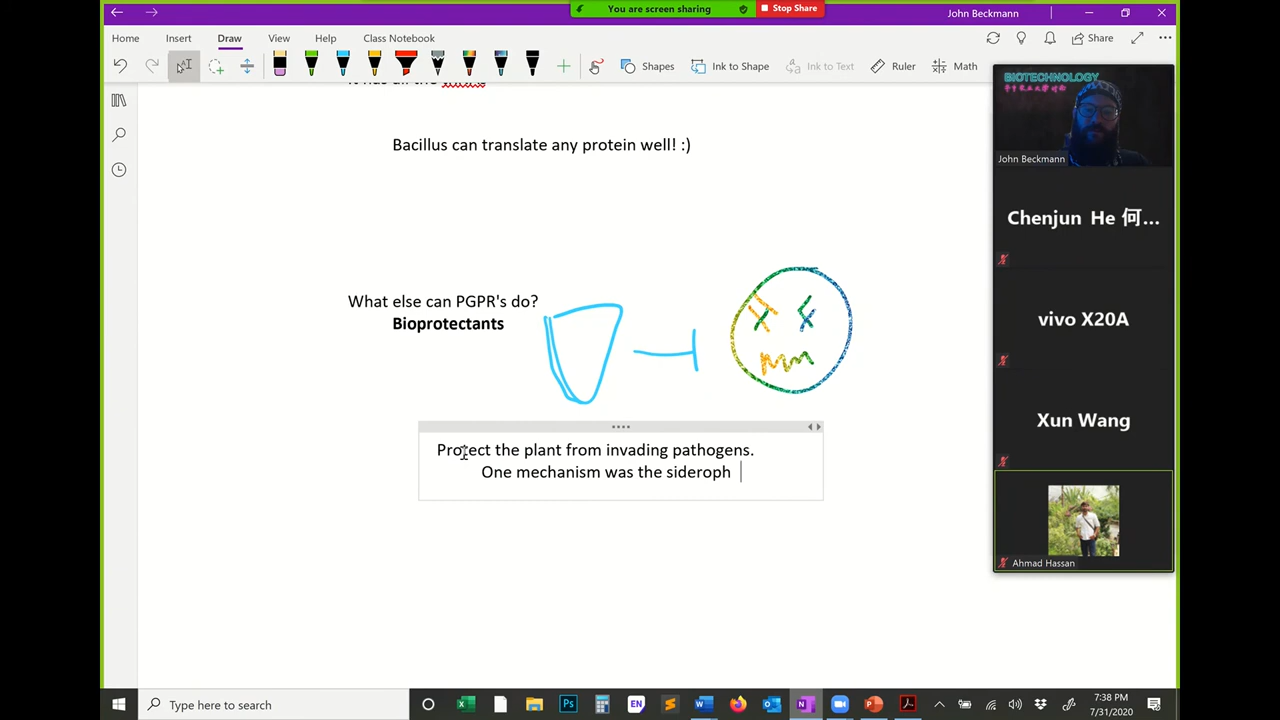 You are screen sharing
Stop Share
John Beckmann
Home Insert Draw View Help Class Notebook
Share
Shapes Ink to Shape Ink to Text Ruler Math
Bacillus can translate any protein well! :)
What else can PGPR's do?
Bioprotectants
Protect the plant from invading pathogens.
One mechanism was the sideroph
BIOTECHNOLOGY
John Beckmann
Chenjun He 何...
vivo X20A
Xun Wang
Ahmad Hassan
Type here to search
EN
7:38 PM
7/31/2020